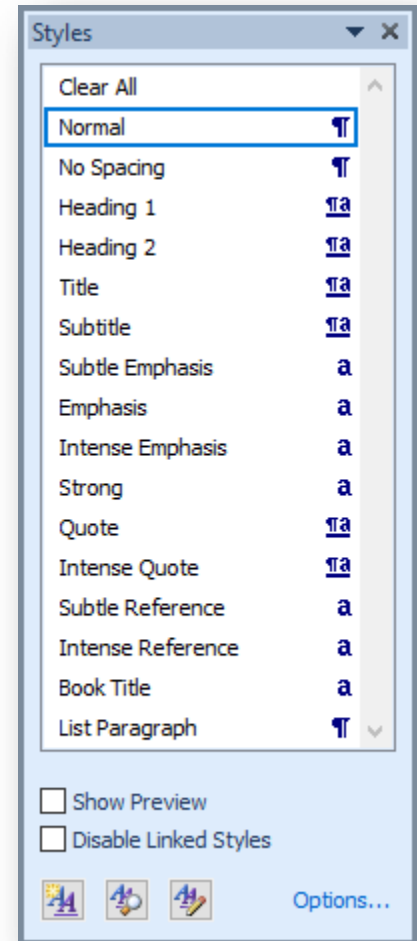 Styles
Clear All
Normal ¶
No Spacing ¶
Heading 1 ¶a
Heading 2 ¶a
Title ¶a
Subtitle ¶a
Subtle Emphasis a
Emphasis a
Intense Emphasis a
Strong a
Quote ¶a
Intense Quote ¶a
Subtle Reference a
Intense Reference a
Book Title a
List Paragraph ¶
Show Preview
Disable Linked Styles
Options...